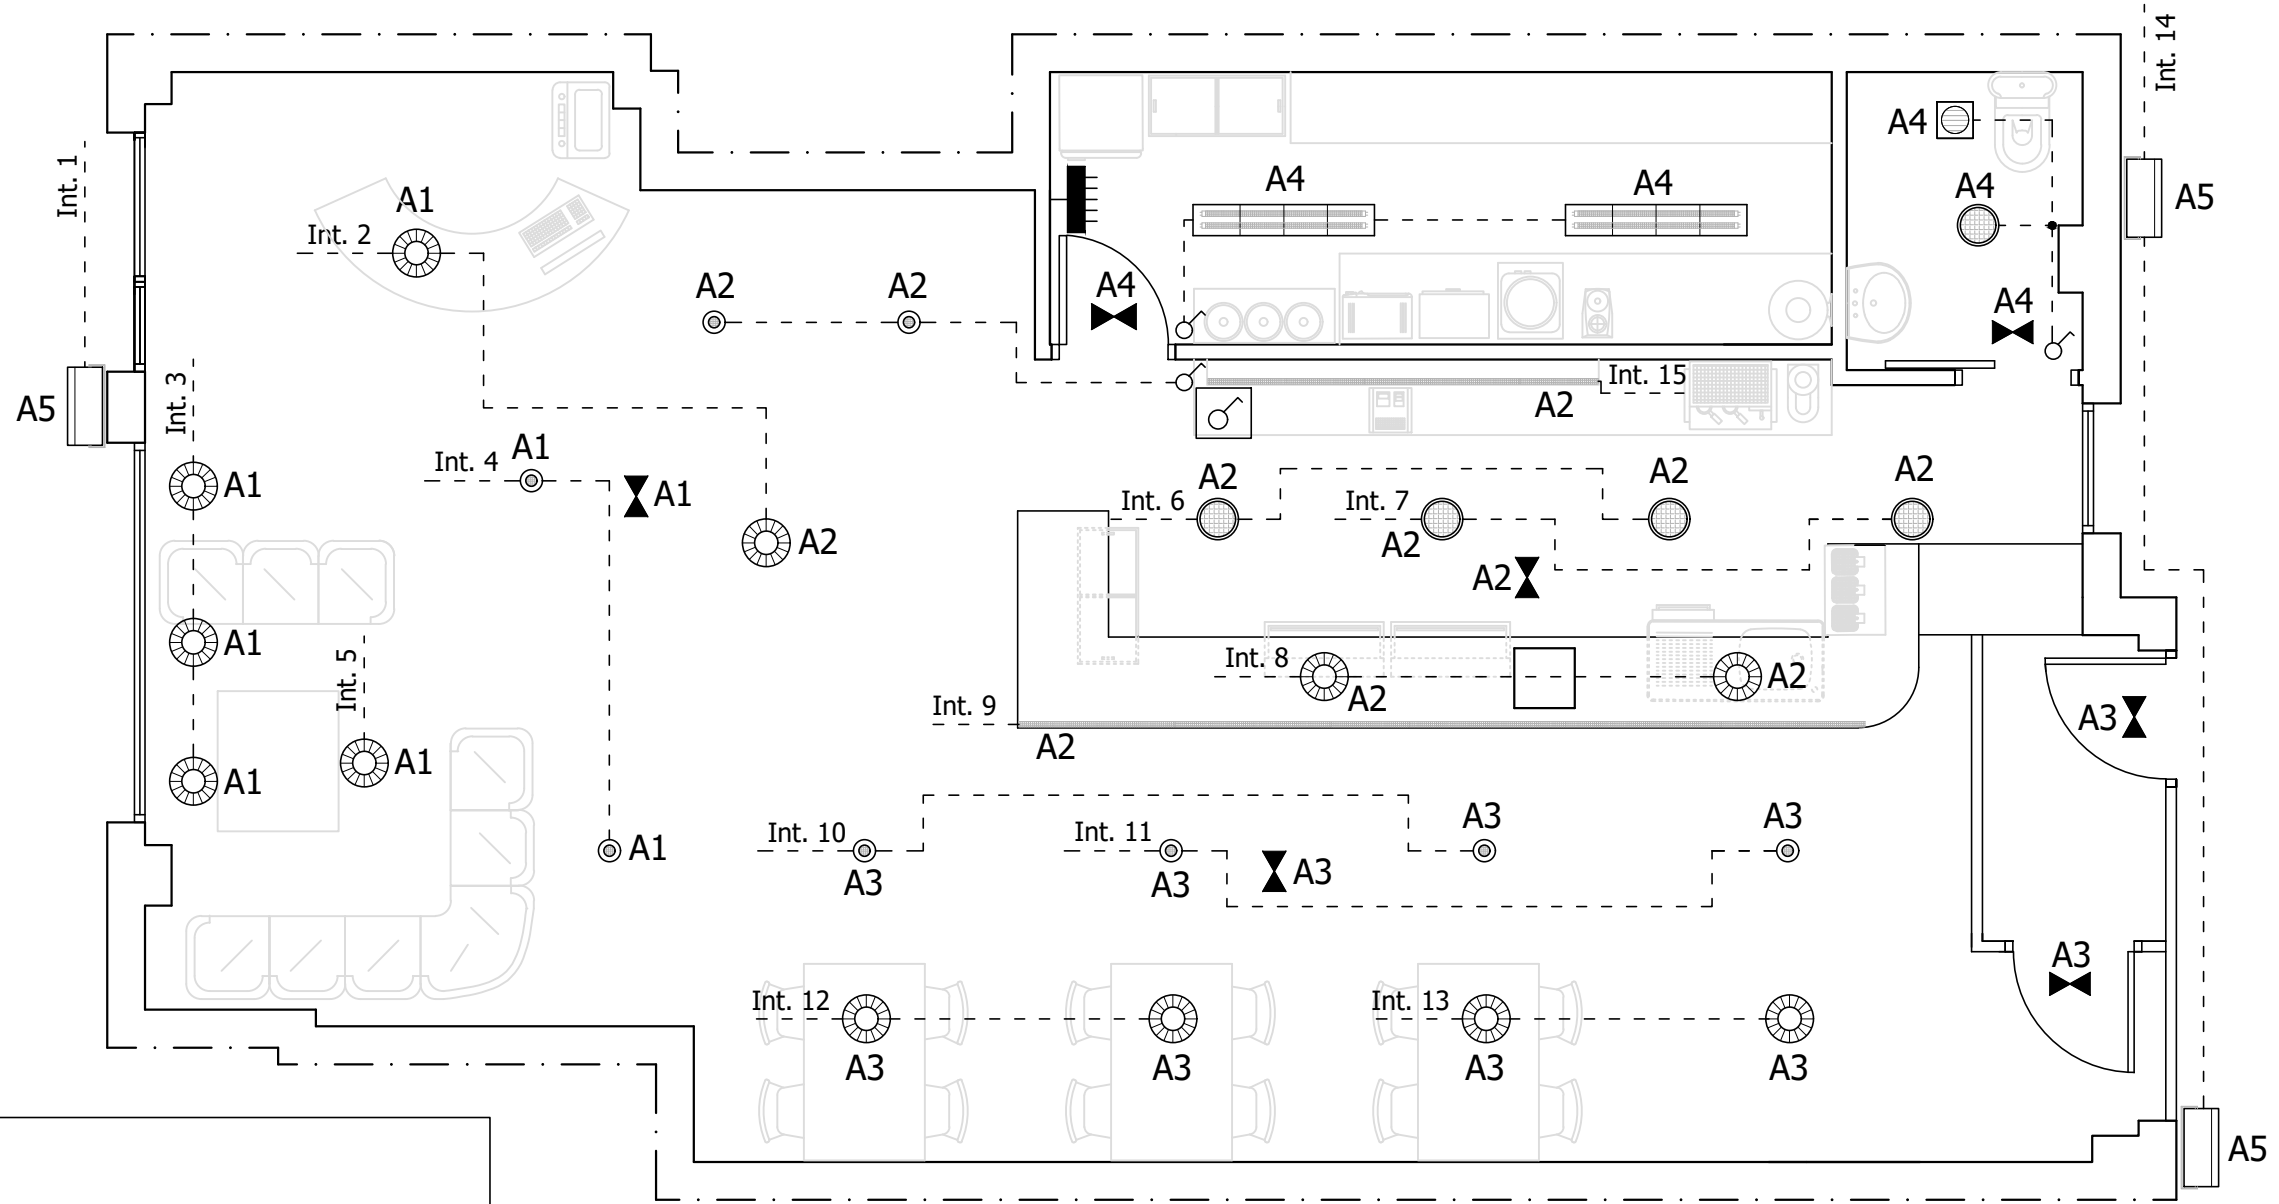 Int. 14
A4
Int. 1
A4
A4
A4
A5
A1
Int. 2
A2
A2
A4
A4
Int. 3
A5
Int. 15
A2
A1
Int. 4
A1
A1
A2
A2
A2
Int. 6
Int. 7
A2
A2
A2
A1
Int. 5
Int. 8
A2
A2
Int. 9
A3
A2
A1
A1
A3
A3
Int. 10
Int. 11
A1
A3
A3
A3
A3
Int. 12
Int. 13
A3
A3
A3
A3
A5